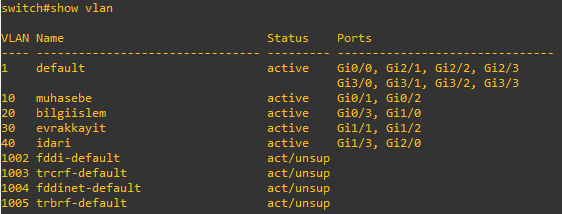 switch#show vlan
VLAN Name                             Status    Ports
---- -------------------------------- --------- -------------------------------
1    default                          active    Gi0/0, Gi2/1, Gi2/2, Gi2/3
                                                Gi3/0, Gi3/1, Gi3/2, Gi3/3
10   muhasebe                         active    Gi0/1, Gi0/2
20   bilgiislem                       active    Gi0/3, Gi1/0
30   evrakkayit                       active    Gi1/1, Gi1/2
40   idari                            active    Gi1/3, Gi2/0
1002 fddi-default                     act/unsup
1003 trcrf-default                    act/unsup
1004 fddinet-default                  act/unsup
1005 trbrf-default                    act/unsup